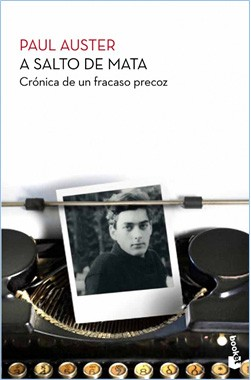 PAUL AUSTER
A SALTO DE MATA
Crónica de un fracaso precoz
booket